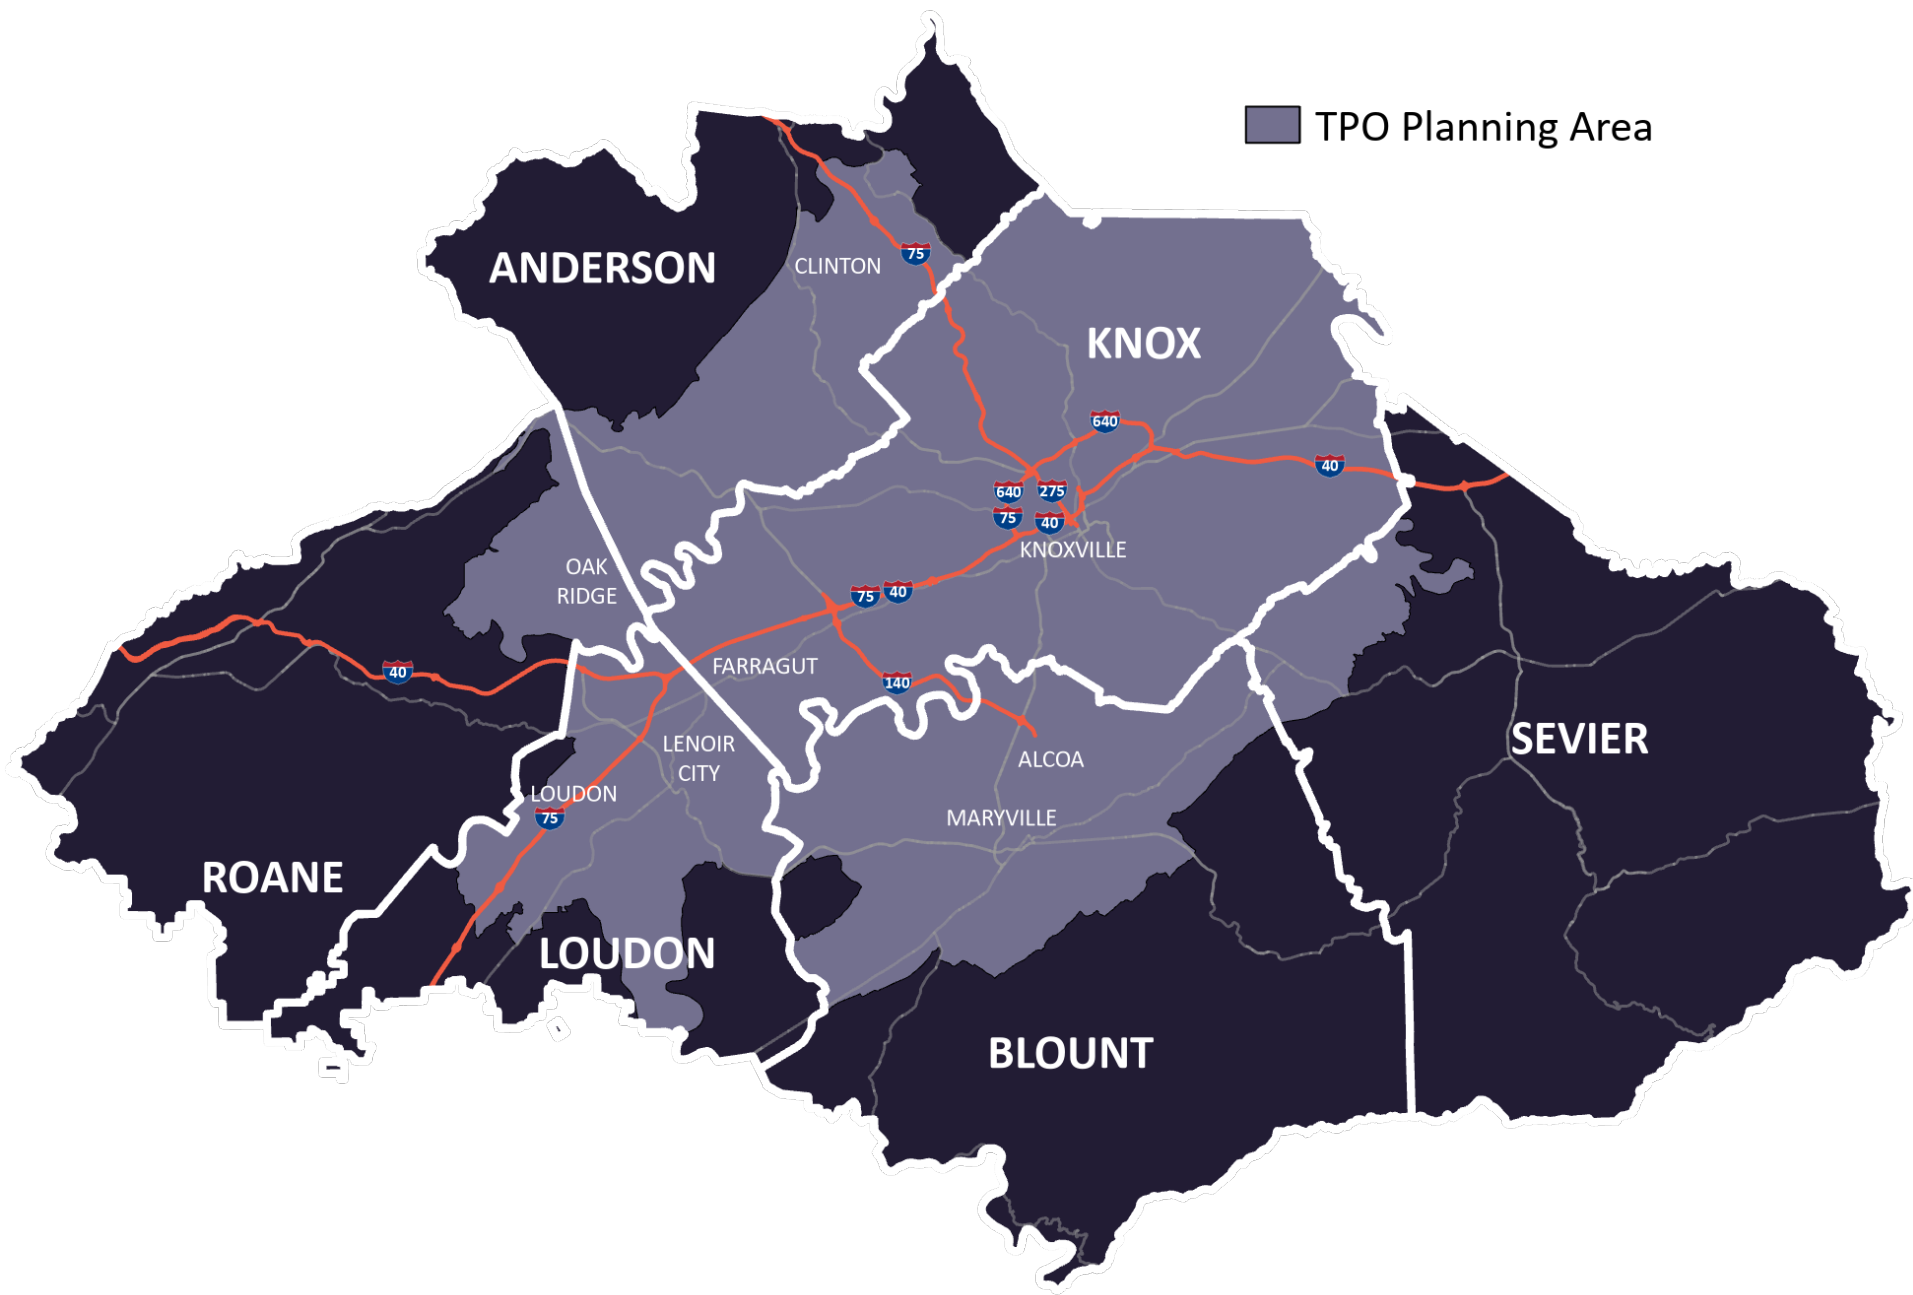 TPO Planning Area
75
ANDERSON
CLINTON
KNOX
640
40
640
275
75
40
KNOXVILLE
OAK
RIDGE
75
40
40
FARRAGUT
140
LENOIR
CITY
ALCOA
SEVIER
LOUDON
75
MARYVILLE
ROANE
LOUDON
BLOUNT